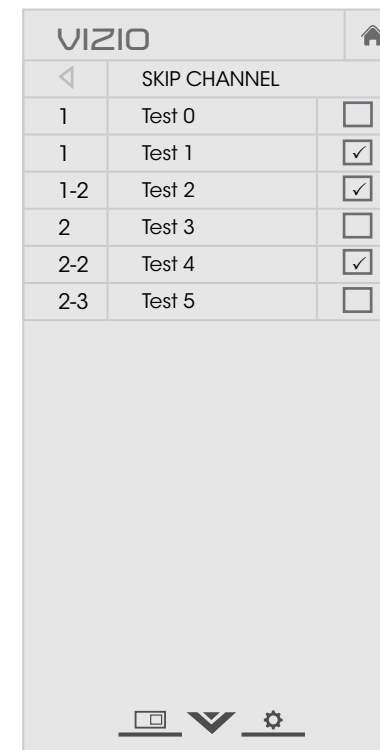 VIZIO
SKIP CHANNEL
1 Test 0
1 Test 1
1-2 Test 2
2 Test 3
2-2 Test 4
2-3 Test 5